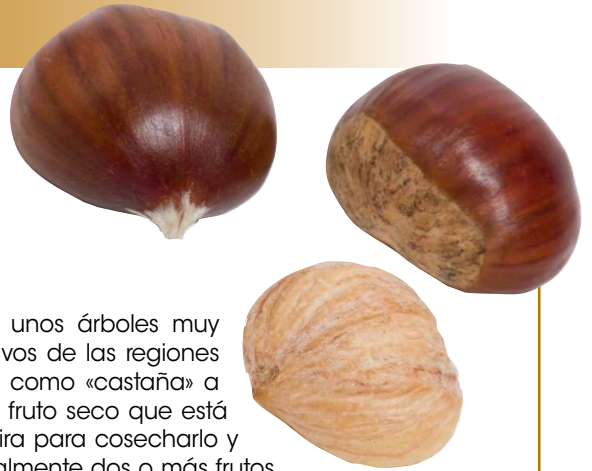 unos árboles muy
vos de las regiones
como «castaña» a
fruto seco que está
ira para cosecharlo y
almente dos o más frutos